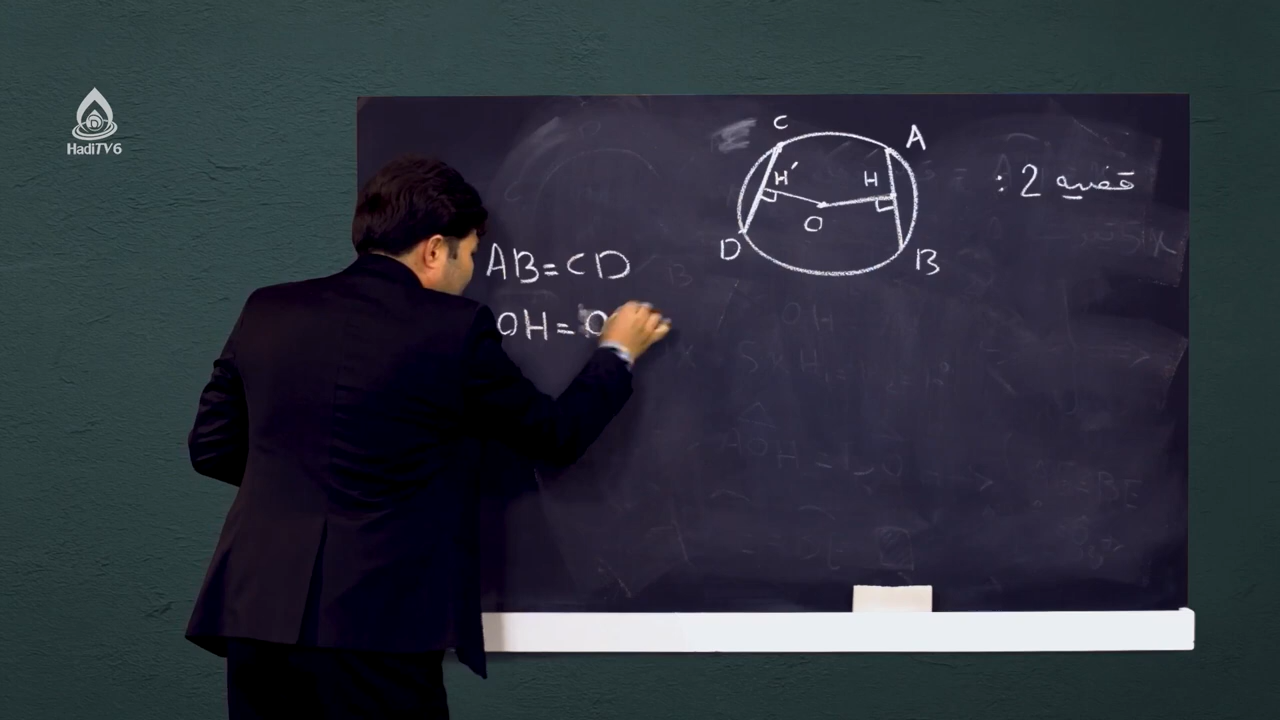 HadiTV6
قضیه 2 :
C
A
H'
H
O
D
B
AB=CD
OH=O